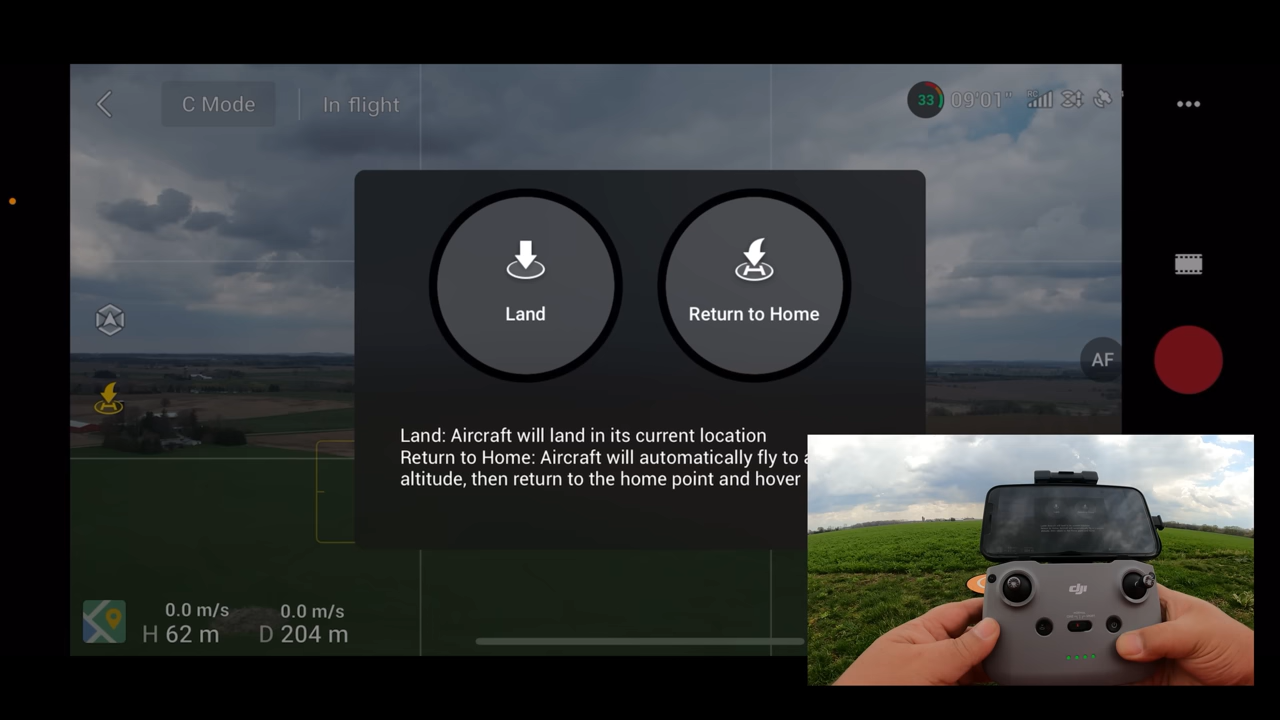 C Mode
In flight
33
09'01"
RC
Land
Return to Home
AF
Land: Aircraft will land in its current location
Return to Home: Aircraft will automatically fly to
altitude, then return to the home point and hover
0.0 m/s
0.0 m/s
H 62 m
D 204 m
dji